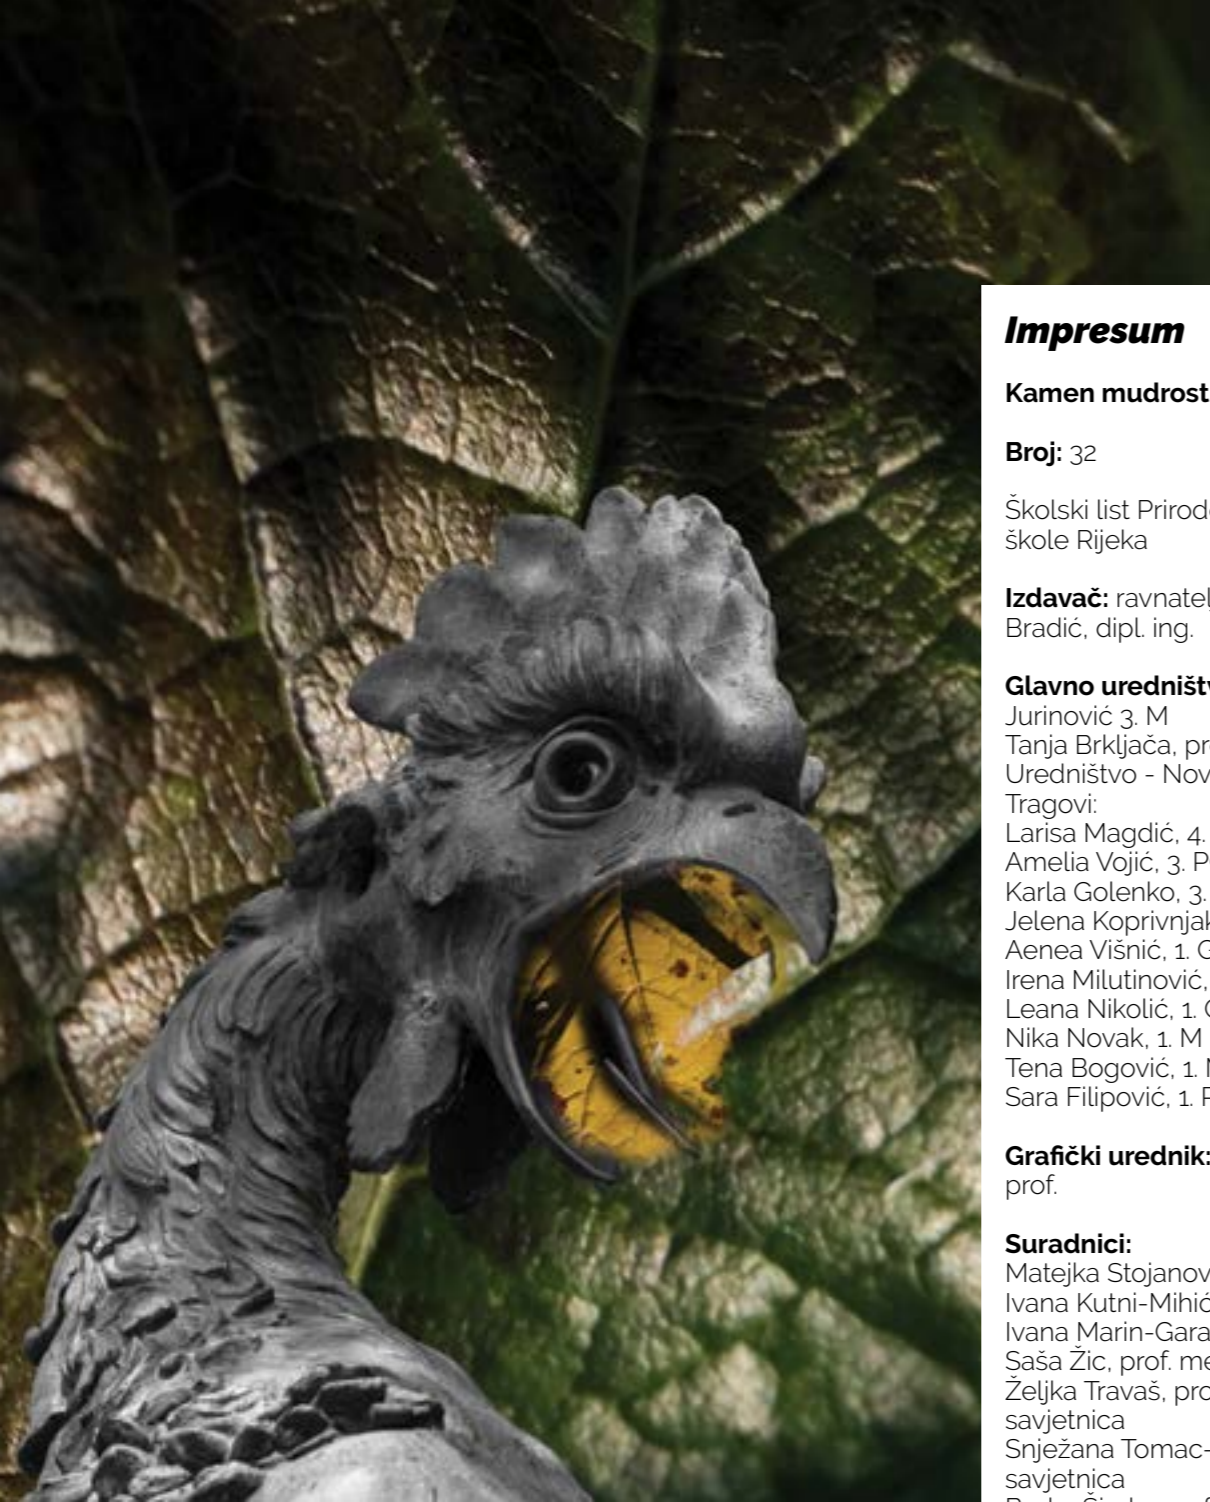 Impresum
Kamen mudrost
Broj: 32
Školski list Prirod
škole Rijeka
Izdavač: ravnatelj
Bradić, dipl. ing.
Glavno uredništv
Jurinović 3. M
Tanja Brkljača, pr
Uredništvo - Nov
Tragovi:
Larisa Magdić, 4.
Amelia Vojić, 3. P
Karla Golenko, 3.
Jelena Koprivnjak
Aenea Višnić, 1. G
Irena Milutinović,
Leana Nikolić, 1. G
Nika Novak, 1. M
Tena Bogović, 1. M
Sara Filipović, 1. P
Grafički urednik:
prof.
Suradnici:
Matejka Stojanov
Ivana Kutni-Mihić
Ivana Marin-Gara
Saša Žic, prof. me
Željka Travaš, pro
savjetnica
Snježana Tomac-
savjetnica